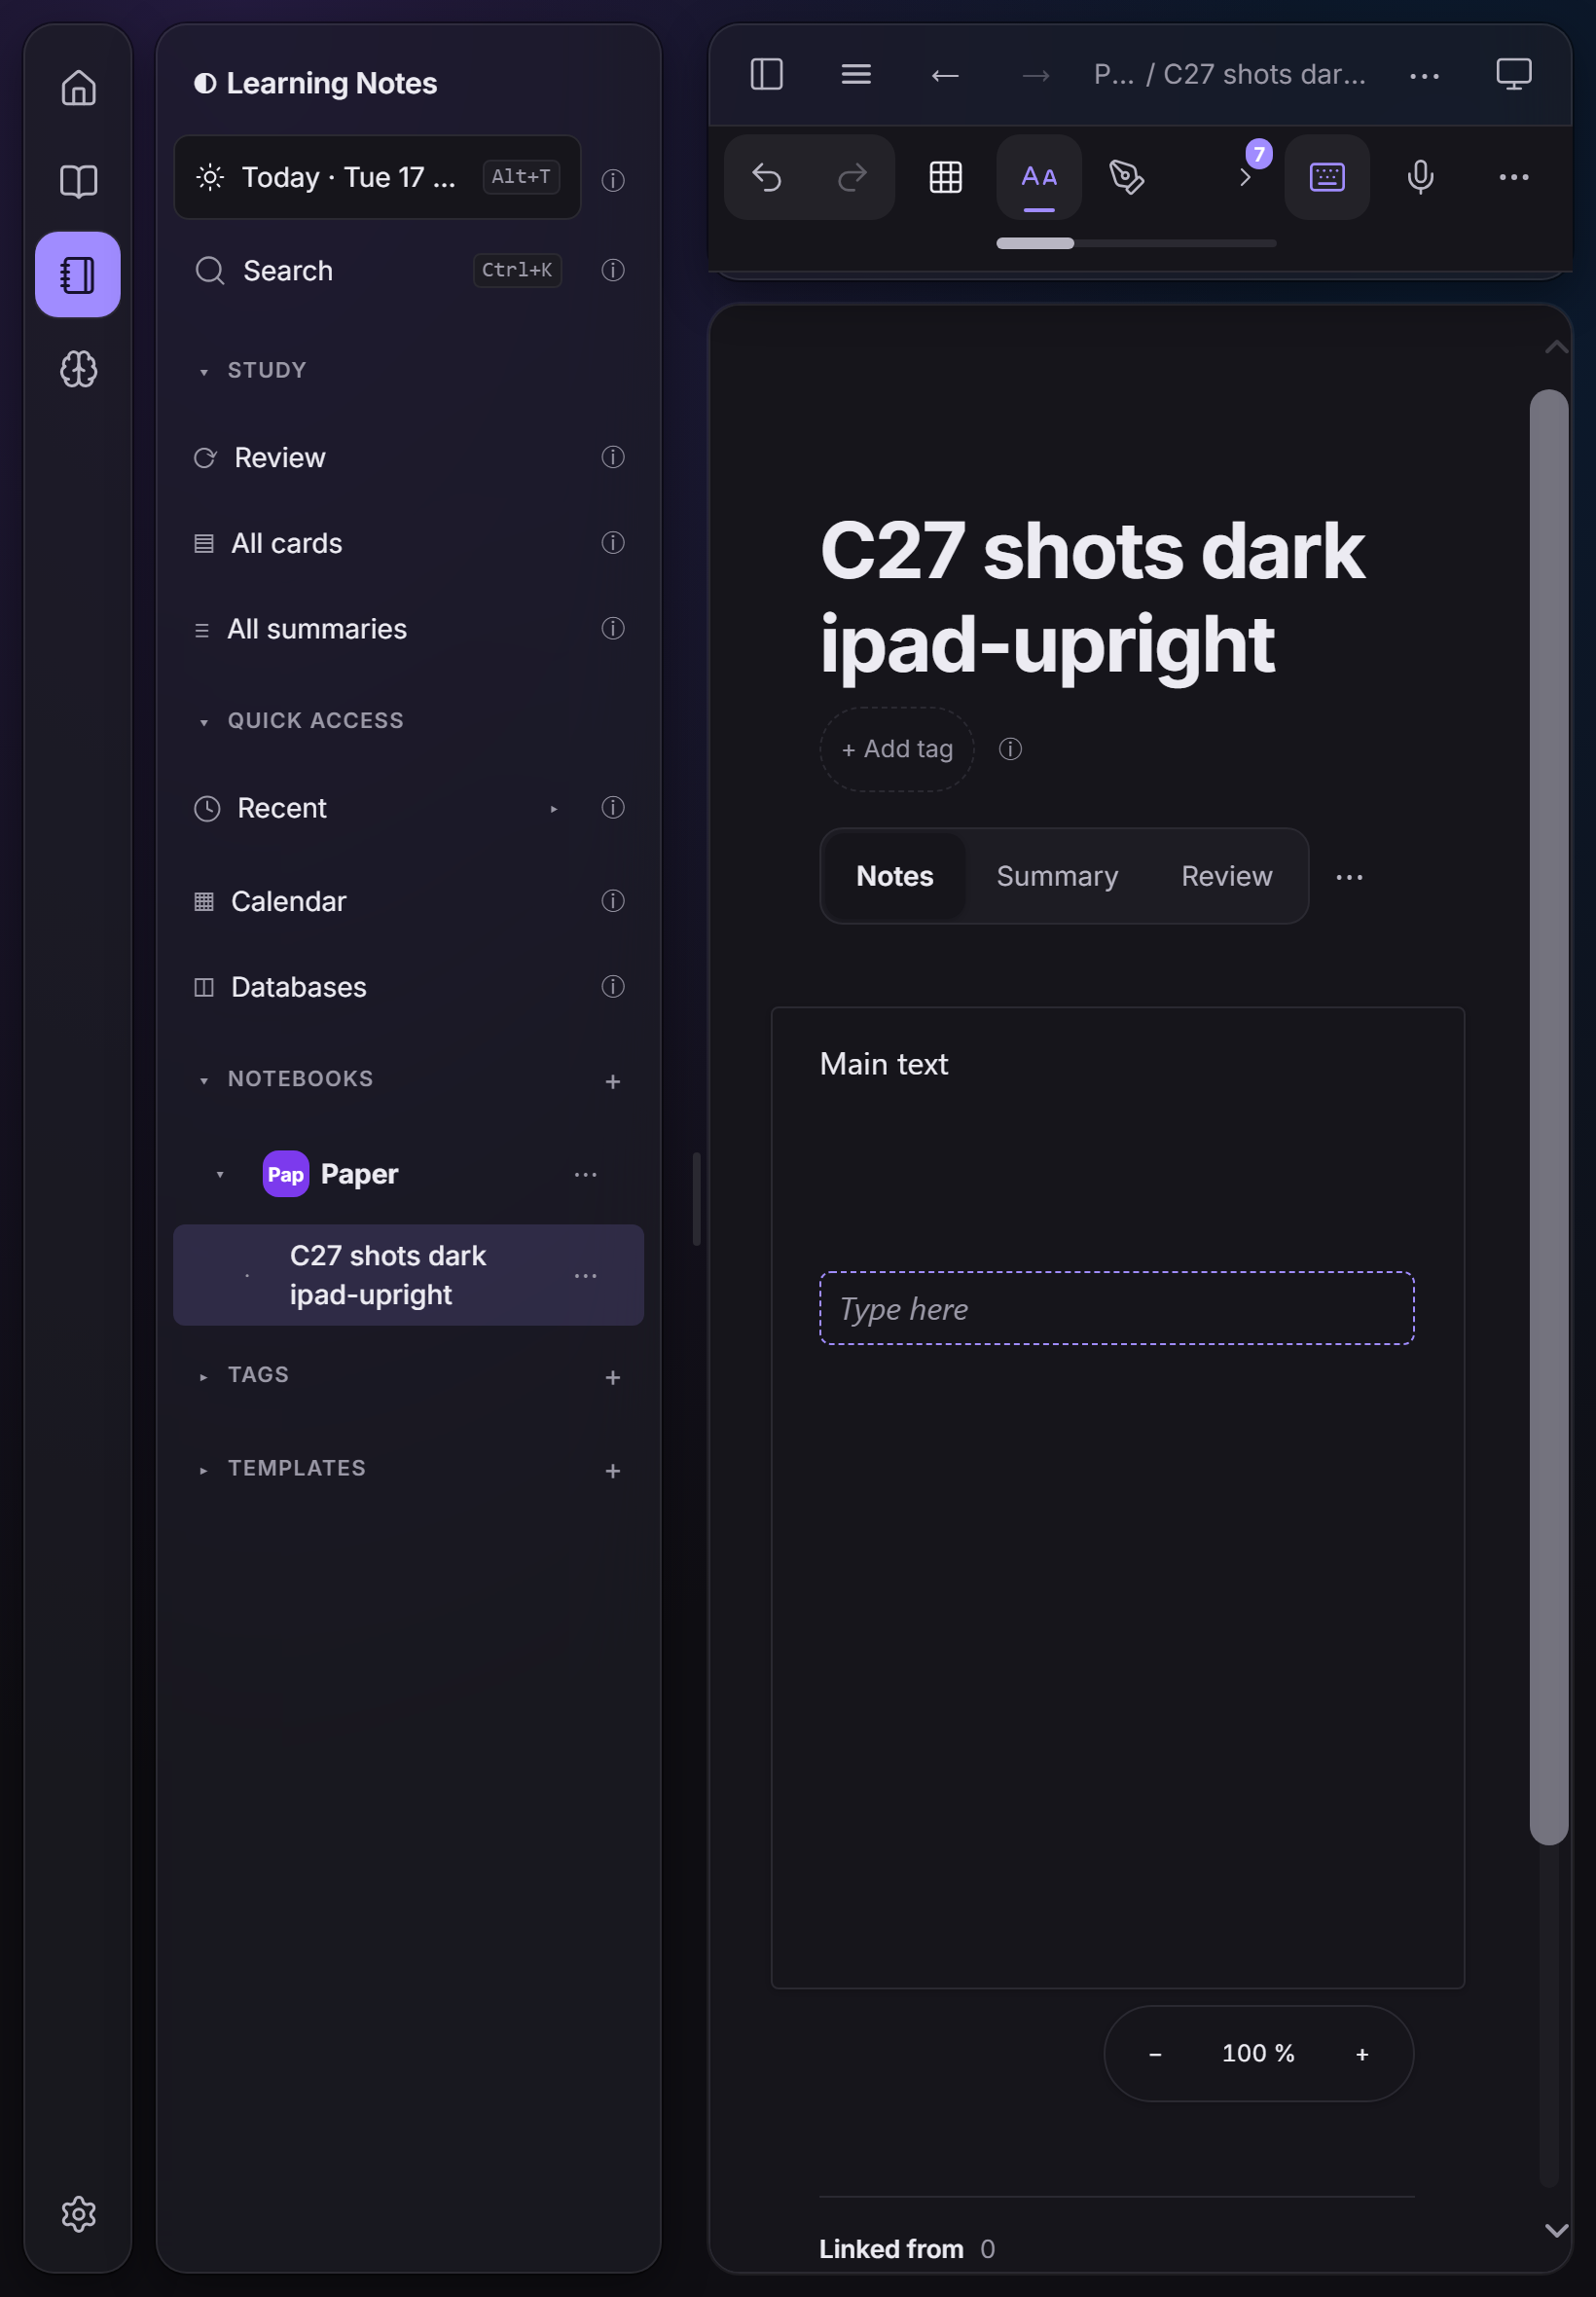 Learning Notes
Today · Tue 17 ... Alt+T
Search Ctrl+K
STUDY
Review
All cards
All summaries
QUICK ACCESS
Recent
Calendar
Databases
NOTEBOOKS +
Pap Paper
C27 shots dark
ipad-upright
TAGS +
TEMPLATES +
P... / C27 shots dar...
AA
7
C27 shots dark
ipad-upright
+ Add tag
Notes Summary Review
Main text
Type here
− 100 % +
Linked from 0